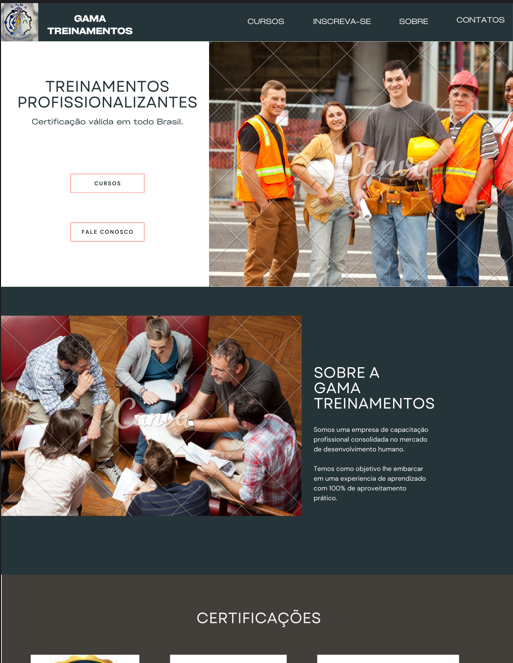 GAMA
TREINAMENTOS
CURSOS
INSCREVA-SE
SOBRE
CONTATOS
TREINAMENTOS
PROFISSIONALIZANTES
Certificação válida em todo Brasil.
CURSOS
FALE CONOSCO
Canva
Canva
SOBRE A
GAMA
TREINAMENTOS
Somos uma empresa de capacitação
profissional consolidada no mercado
de desenvolvimento humano.
Temos como objetivo lhe embarcar
em uma experiencia de aprendizado
com 100% de aproveitamento
prático.
CERTIFICAÇÕES